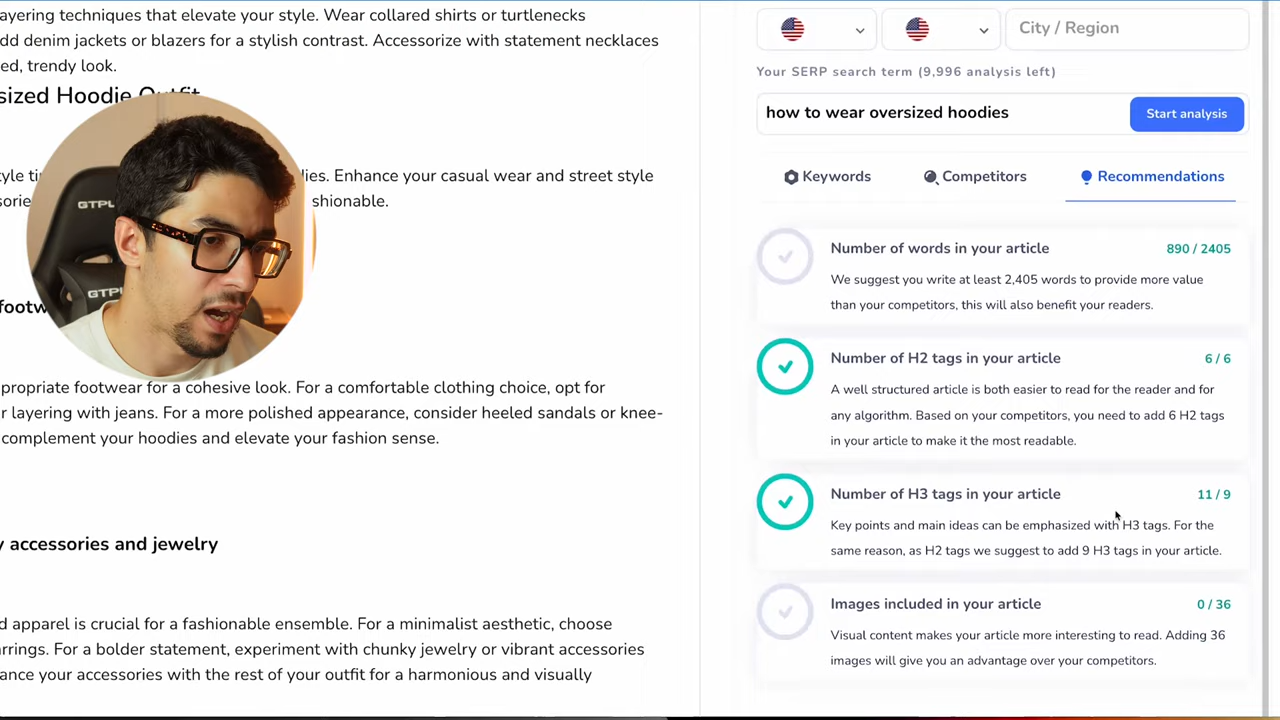 ayering techniques that elevate your style. Wear collared shirts or turtlenecks
dd denim jackets or blazers for a stylish contrast. Accessorize with statement necklaces
ed, trendy look.
sized Hoodie Outfit
style ti
lies. Enhance your casual wear and street style
sorie
shionable.
footw
propriate footwear for a cohesive look. For a comfortable clothing choice, opt for
r layering with jeans. For a more polished appearance, consider heeled sandals or knee-
complement your hoodies and elevate your fashion sense.
y accessories and jewelry
d apparel is crucial for a fashionable ensemble. For a minimalist aesthetic, choose
arrings. For a bolder statement, experiment with chunky jewelry or vibrant accessories
ance your accessories with the rest of your outfit for a harmonious and visually
GTPL
GTPL
City / Region
Your SERP search term (9,996 analysis left)
how to wear oversized hoodies
Start analysis
Keywords
Competitors
Recommendations
Number of words in your article 890 / 2405
We suggest you write at least 2,405 words to provide more value
than your competitors, this will also benefit your readers.
Number of H2 tags in your article 6 / 6
A well structured article is both easier to read for the reader and for
any algorithm. Based on your competitors, you need to add 6 H2 tags
in your article to make it the most readable.
Number of H3 tags in your article 11 / 9
Key points and main ideas can be emphasized with H3 tags. For the
same reason, as H2 tags we suggest to add 9 H3 tags in your article.
Images included in your article 0 / 36
Visual content makes your article more interesting to read. Adding 36
images will give you an advantage over your competitors.